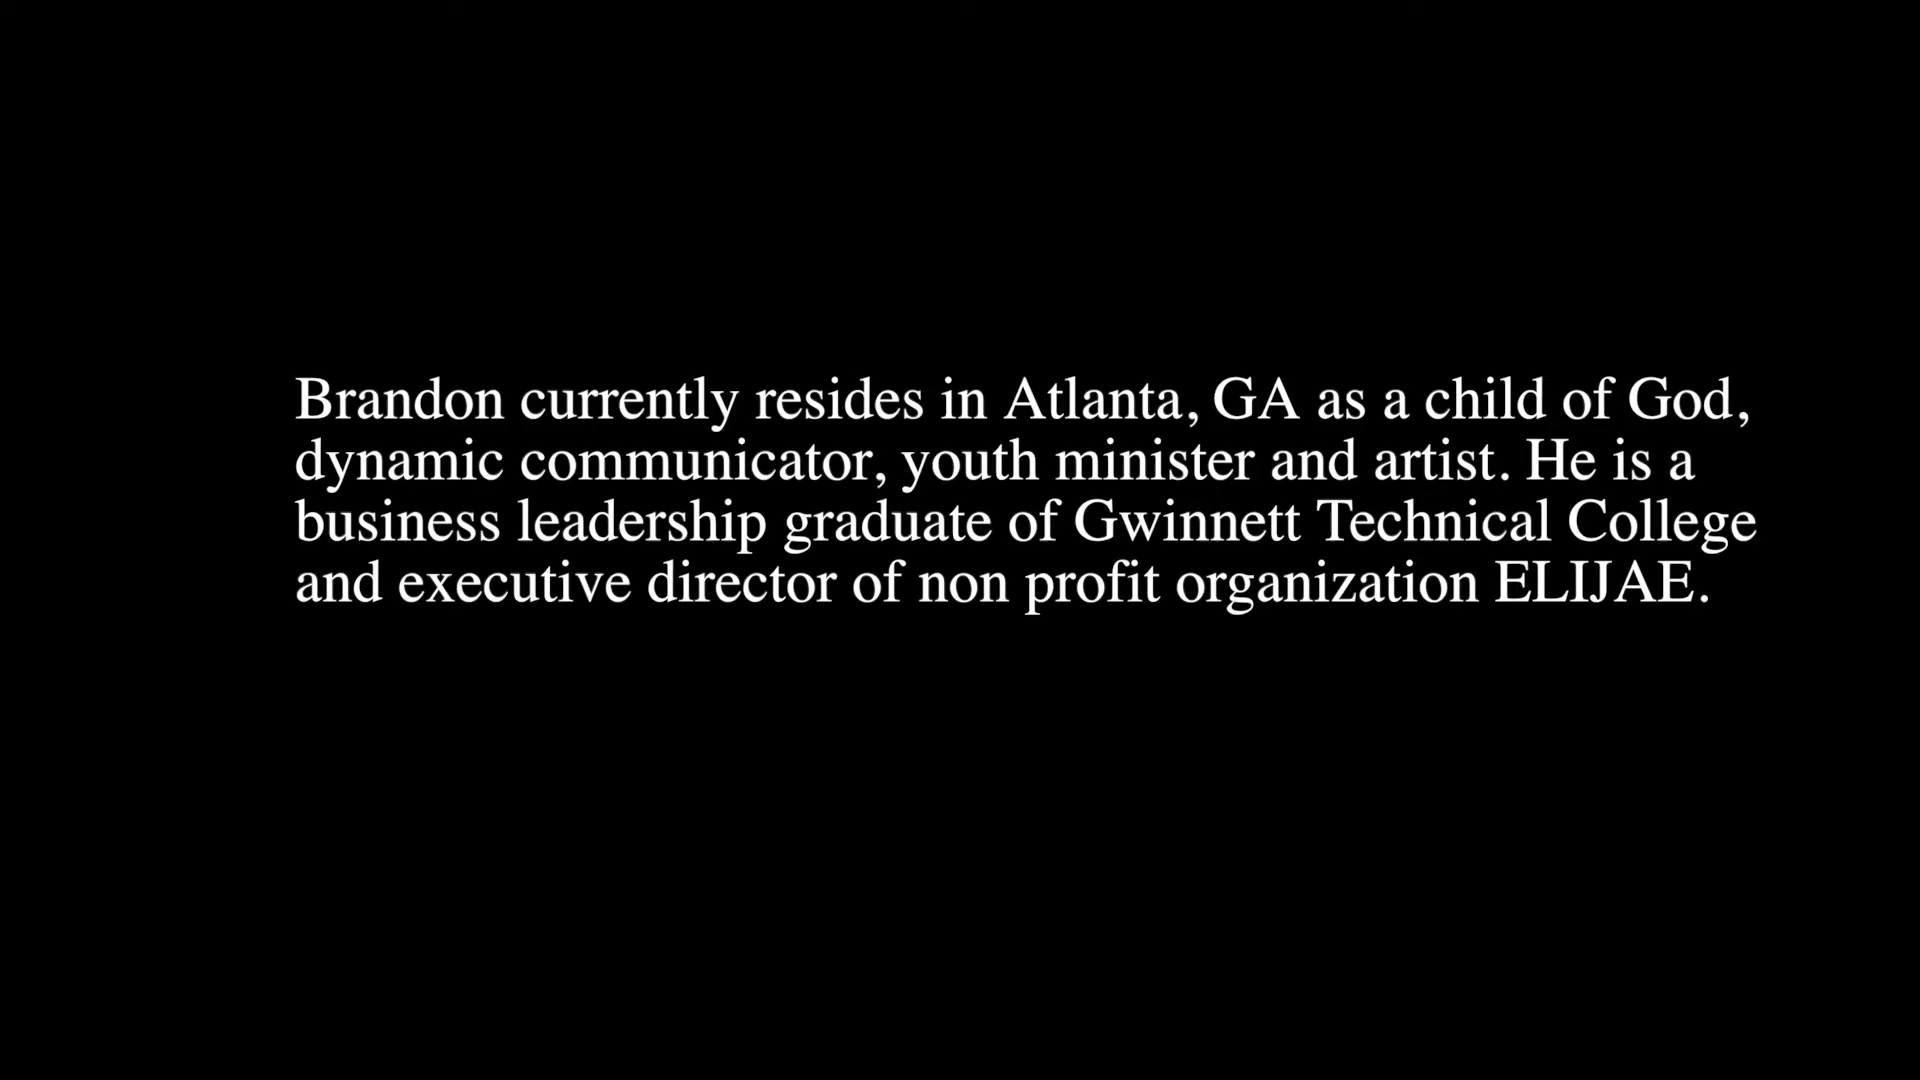 Brandon currently resides in Atlanta, GA as a child of God,
dynamic communicator, youth minister and artist. He is a
business leadership graduate of Gwinnett Technical College
and executive director of non profit organization ELIJAE.